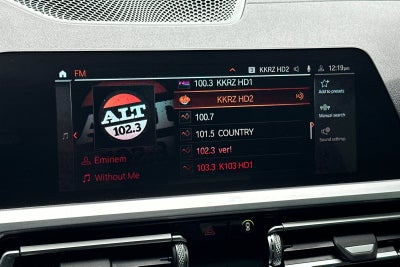 FM
KKRZ HD2
12:19pm
ALT
102.3
Eminem
Without Me
100.3 KKRZ HD1
KKRZ HD2
100.7
101.5 COUNTRY
102.3 ver!
103.3 K103 HD1
Add to presets
Manual search
Sound settings